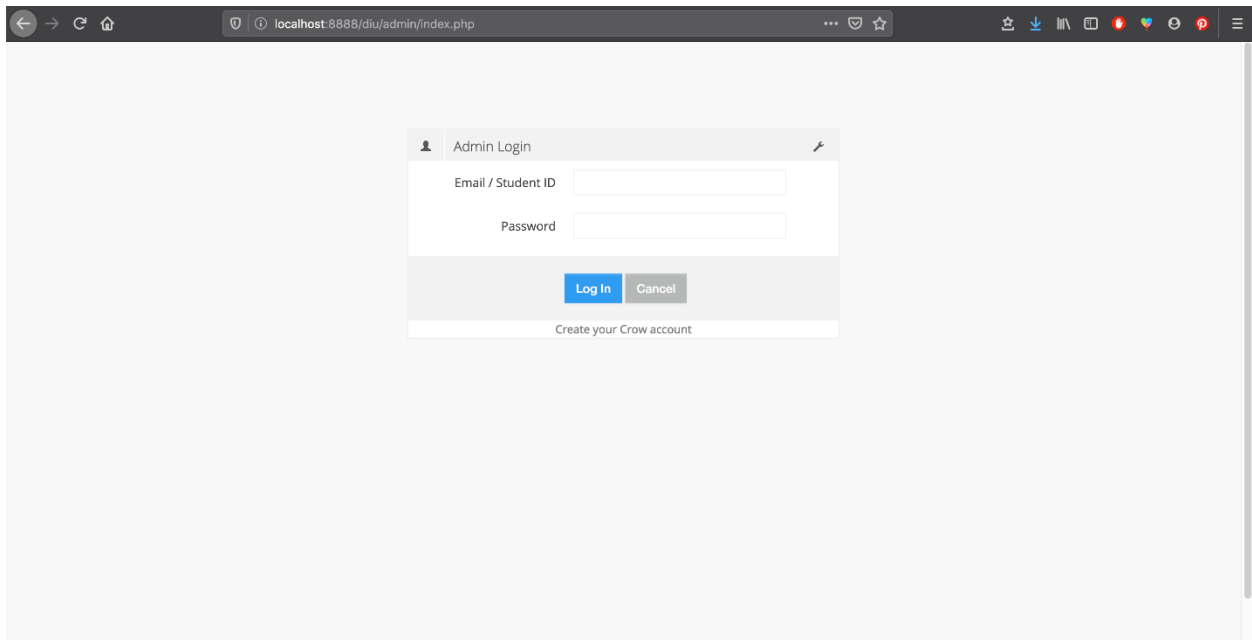 localhost:8888/diu/admin/index.php
Admin Login
Email / Student ID
Password
Log In Cancel
Create your Crow account